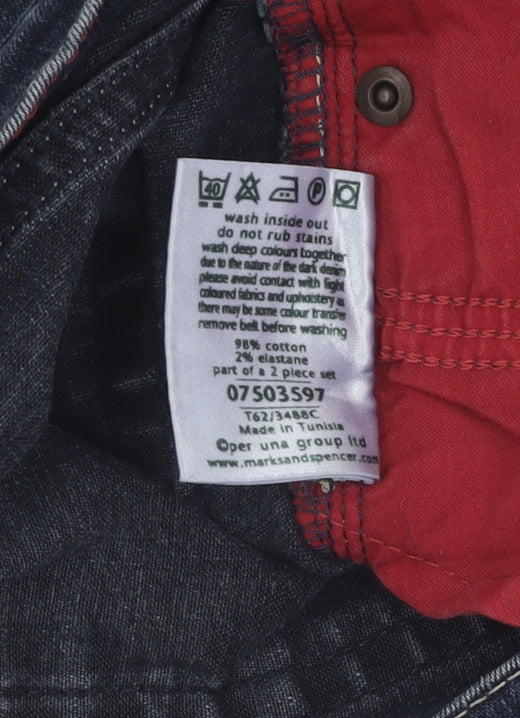 40 P
wash inside out
do not rub stains
wash deep colours together
due to the nature of the dark denim
please avoid contact with light
coloured fabrics and upholstery as
there may be some colour transfer
remove belt before washing
98% cotton
2% elastane
part of a 2 piece set
07503597
T62/3488C
Made in Tunisia
©per una group ltd
www.marksandspencer.com